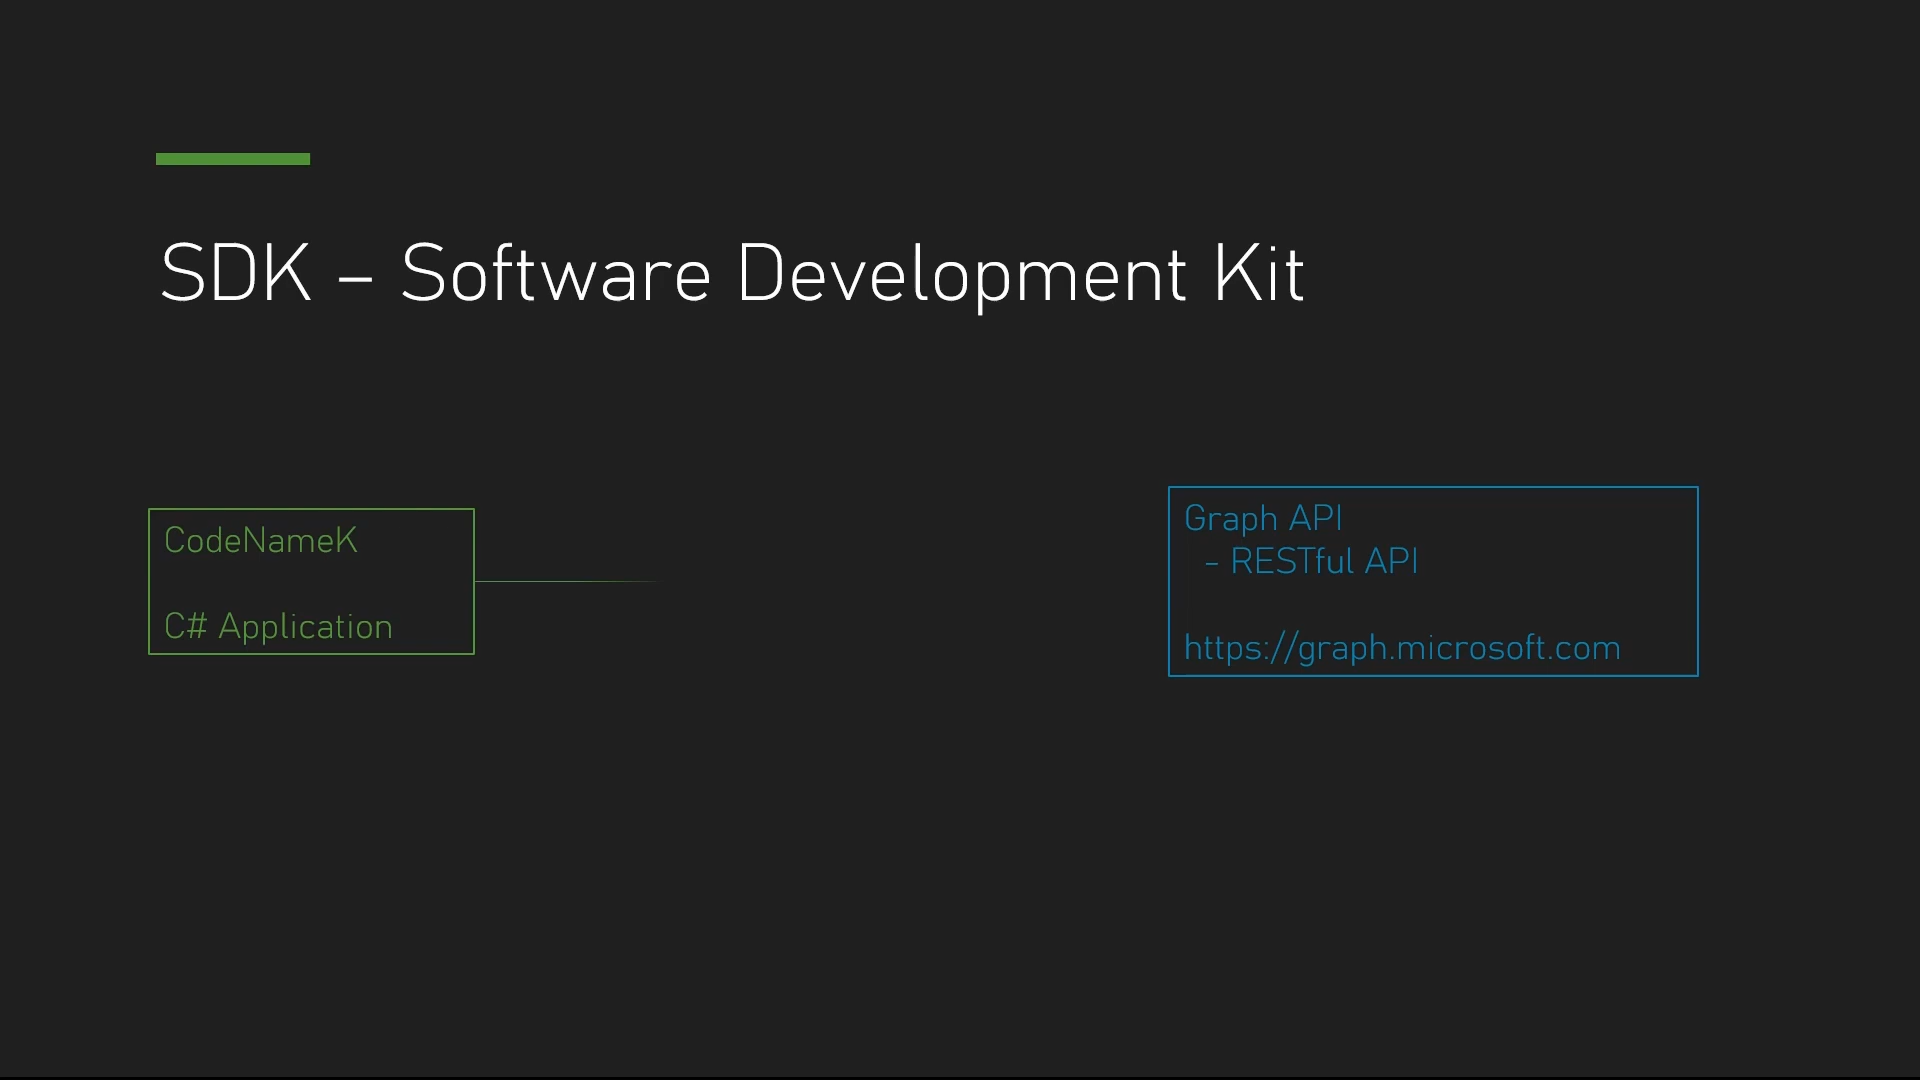 SDK – Software Development Kit
CodeNameK
C# Application
Graph API
- RESTful API
https://graph.microsoft.com